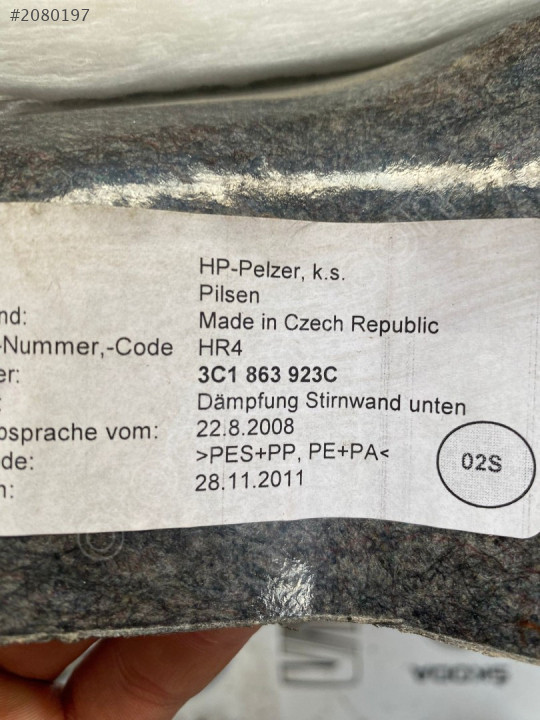 #2080197
HP-Pelzer, k.s.
Pilsen
nd: Made in Czech Republic
-Nummer,-Code HR4
er: 3C1 863 923C
: Dämpfung Stirnwand unten
bsprache vom: 22.8.2008
de: >PES+PP, PE+PA<
n: 28.11.2011
02S
SKODA